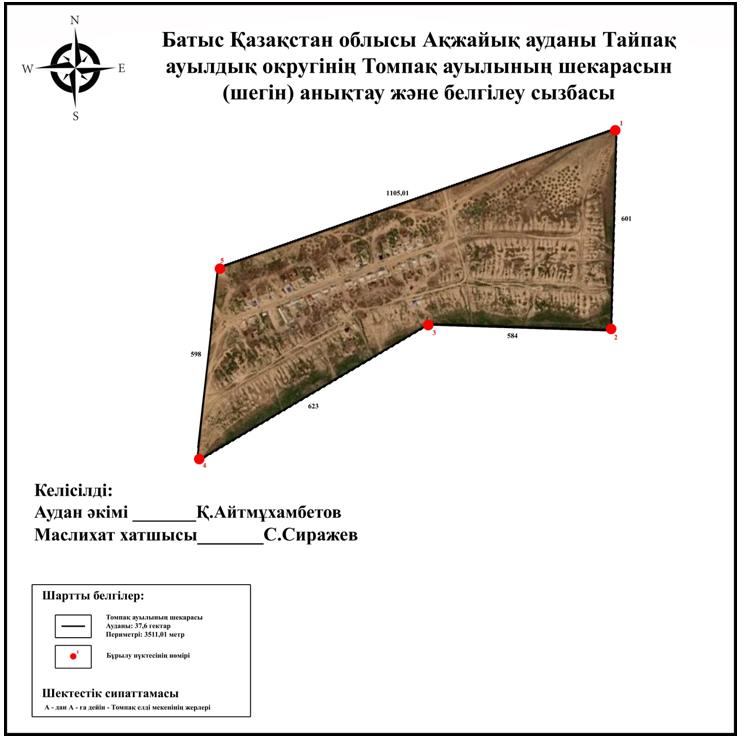 N
W E
S
Батыс Қазақстан облысы Ақжайық ауданы Тайпақ
ауылдық округінің Томпақ ауылының шекарасын
(шегін) анықтау және белгілеу сызбасы
1
1105,01
601
5
2
3
584
598
623
4
Келісілді:
Аудан әкімі _______Қ.Айтмұхамбетов
Маслихат хатшысы_______С.Сиражев
Шартты белгілер:
Томпақ ауылының шекарасы
Ауданы: 37,6 гектар
Периметрі: 3511,01 метр
1
Бұрылу нүктесінің нөмірі
Шектестік сипаттамасы
А - дан А - ға дейін - Томпақ елді мекенінің жерлері